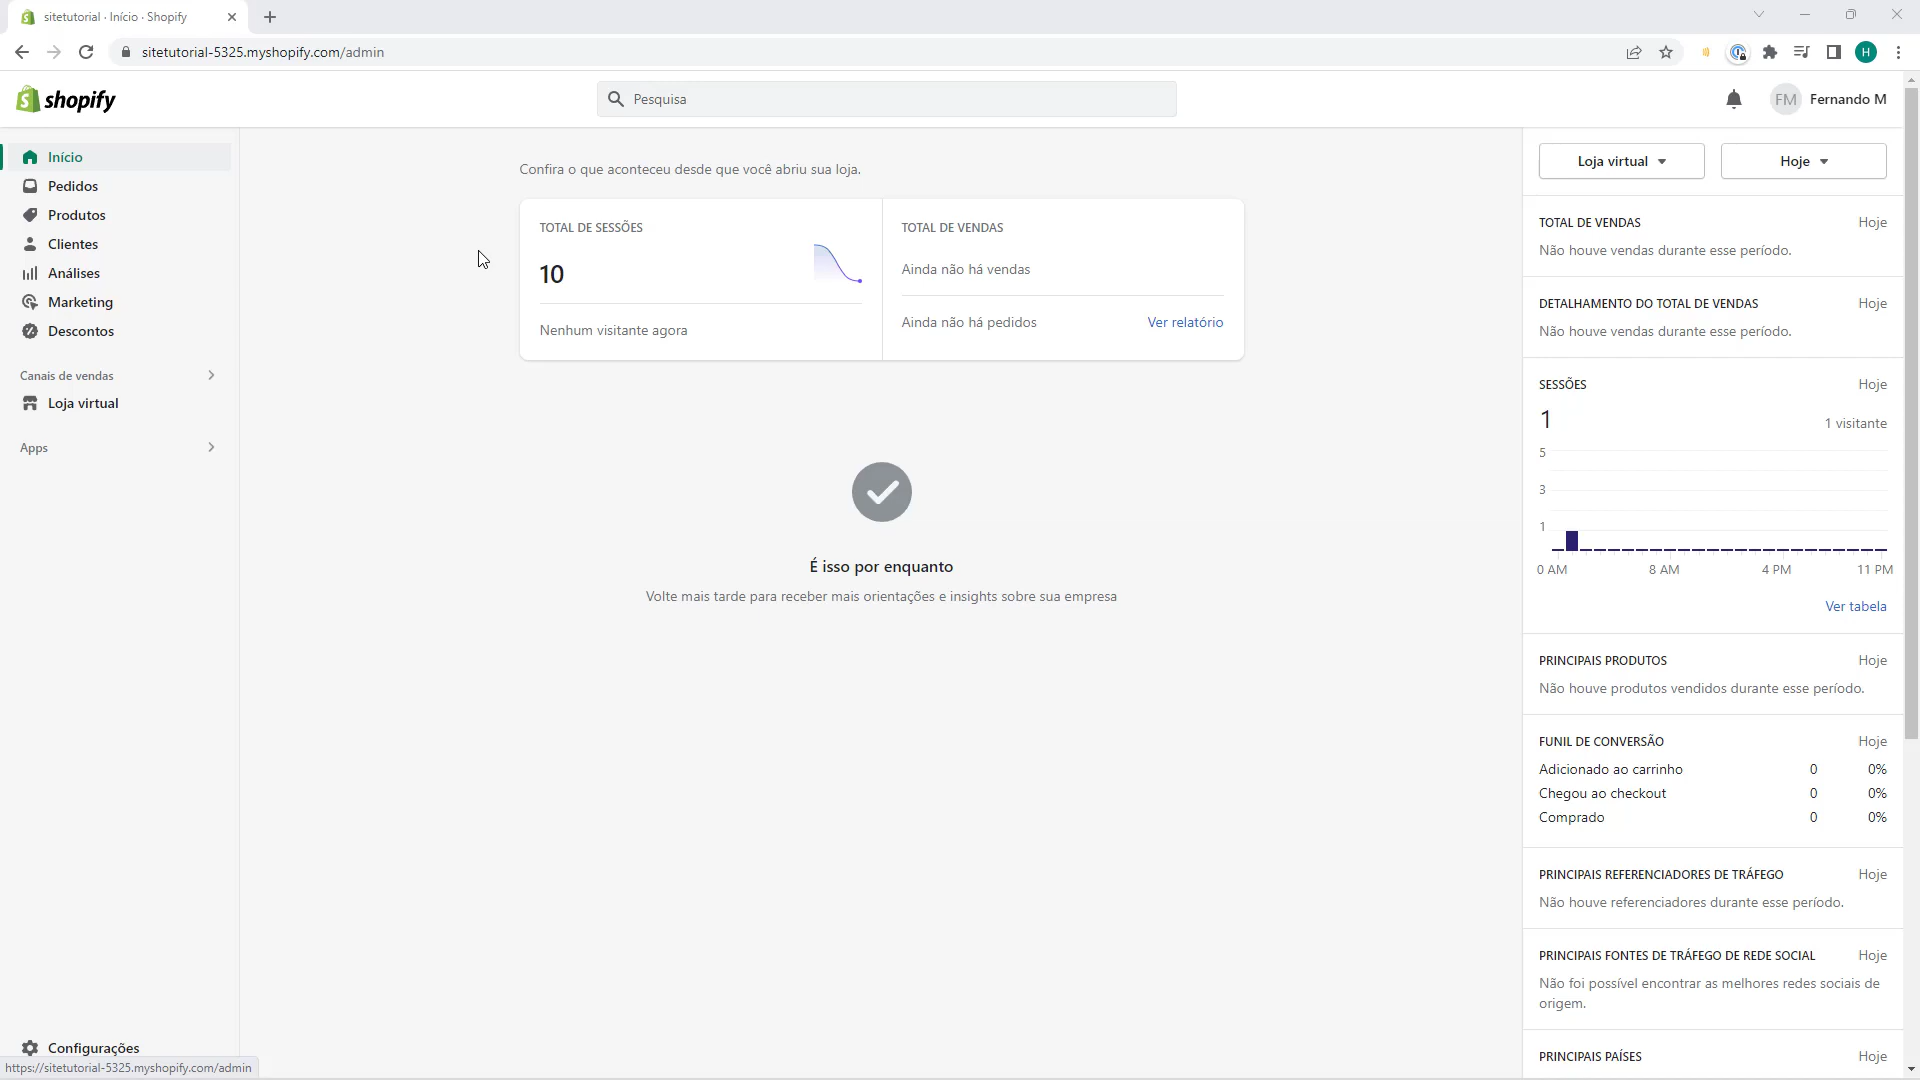 sitetutorial · Início · Shopify
sitetutorial-5325.myshopify.com/admin
H
shopify
Pesquisa
FM
Fernando M
Início
Pedidos
Produtos
Clientes
Análises
Marketing
Descontos
Canais de vendas
Loja virtual
Apps
Configurações
https://sitetutorial-5325.myshopify.com/admin
Confira o que aconteceu desde que você abriu sua loja.
TOTAL DE SESSÕES
10
Nenhum visitante agora
TOTAL DE VENDAS
Ainda não há vendas
Ainda não há pedidos Ver relatório
É isso por enquanto
Volte mais tarde para receber mais orientações e insights sobre sua empresa
Loja virtual Hoje
TOTAL DE VENDAS Hoje
Não houve vendas durante esse período.
DETALHAMENTO DO TOTAL DE VENDAS Hoje
Não houve vendas durante esse período.
SESSÕES Hoje
1 1 visitante
5
3
1
0 AM 8 AM 4 PM 11 PM
Ver tabela
PRINCIPAIS PRODUTOS Hoje
Não houve produtos vendidos durante esse período.
FUNIL DE CONVERSÃO Hoje
Adicionado ao carrinho 0 0%
Chegou ao checkout 0 0%
Comprado 0 0%
PRINCIPAIS REFERENCIADORES DE TRÁFEGO Hoje
Não houve referenciadores durante esse período.
PRINCIPAIS FONTES DE TRÁFEGO DE REDE SOCIAL Hoje
Não foi possível encontrar as melhores redes sociais de
origem.
PRINCIPAIS PAÍSES Hoje